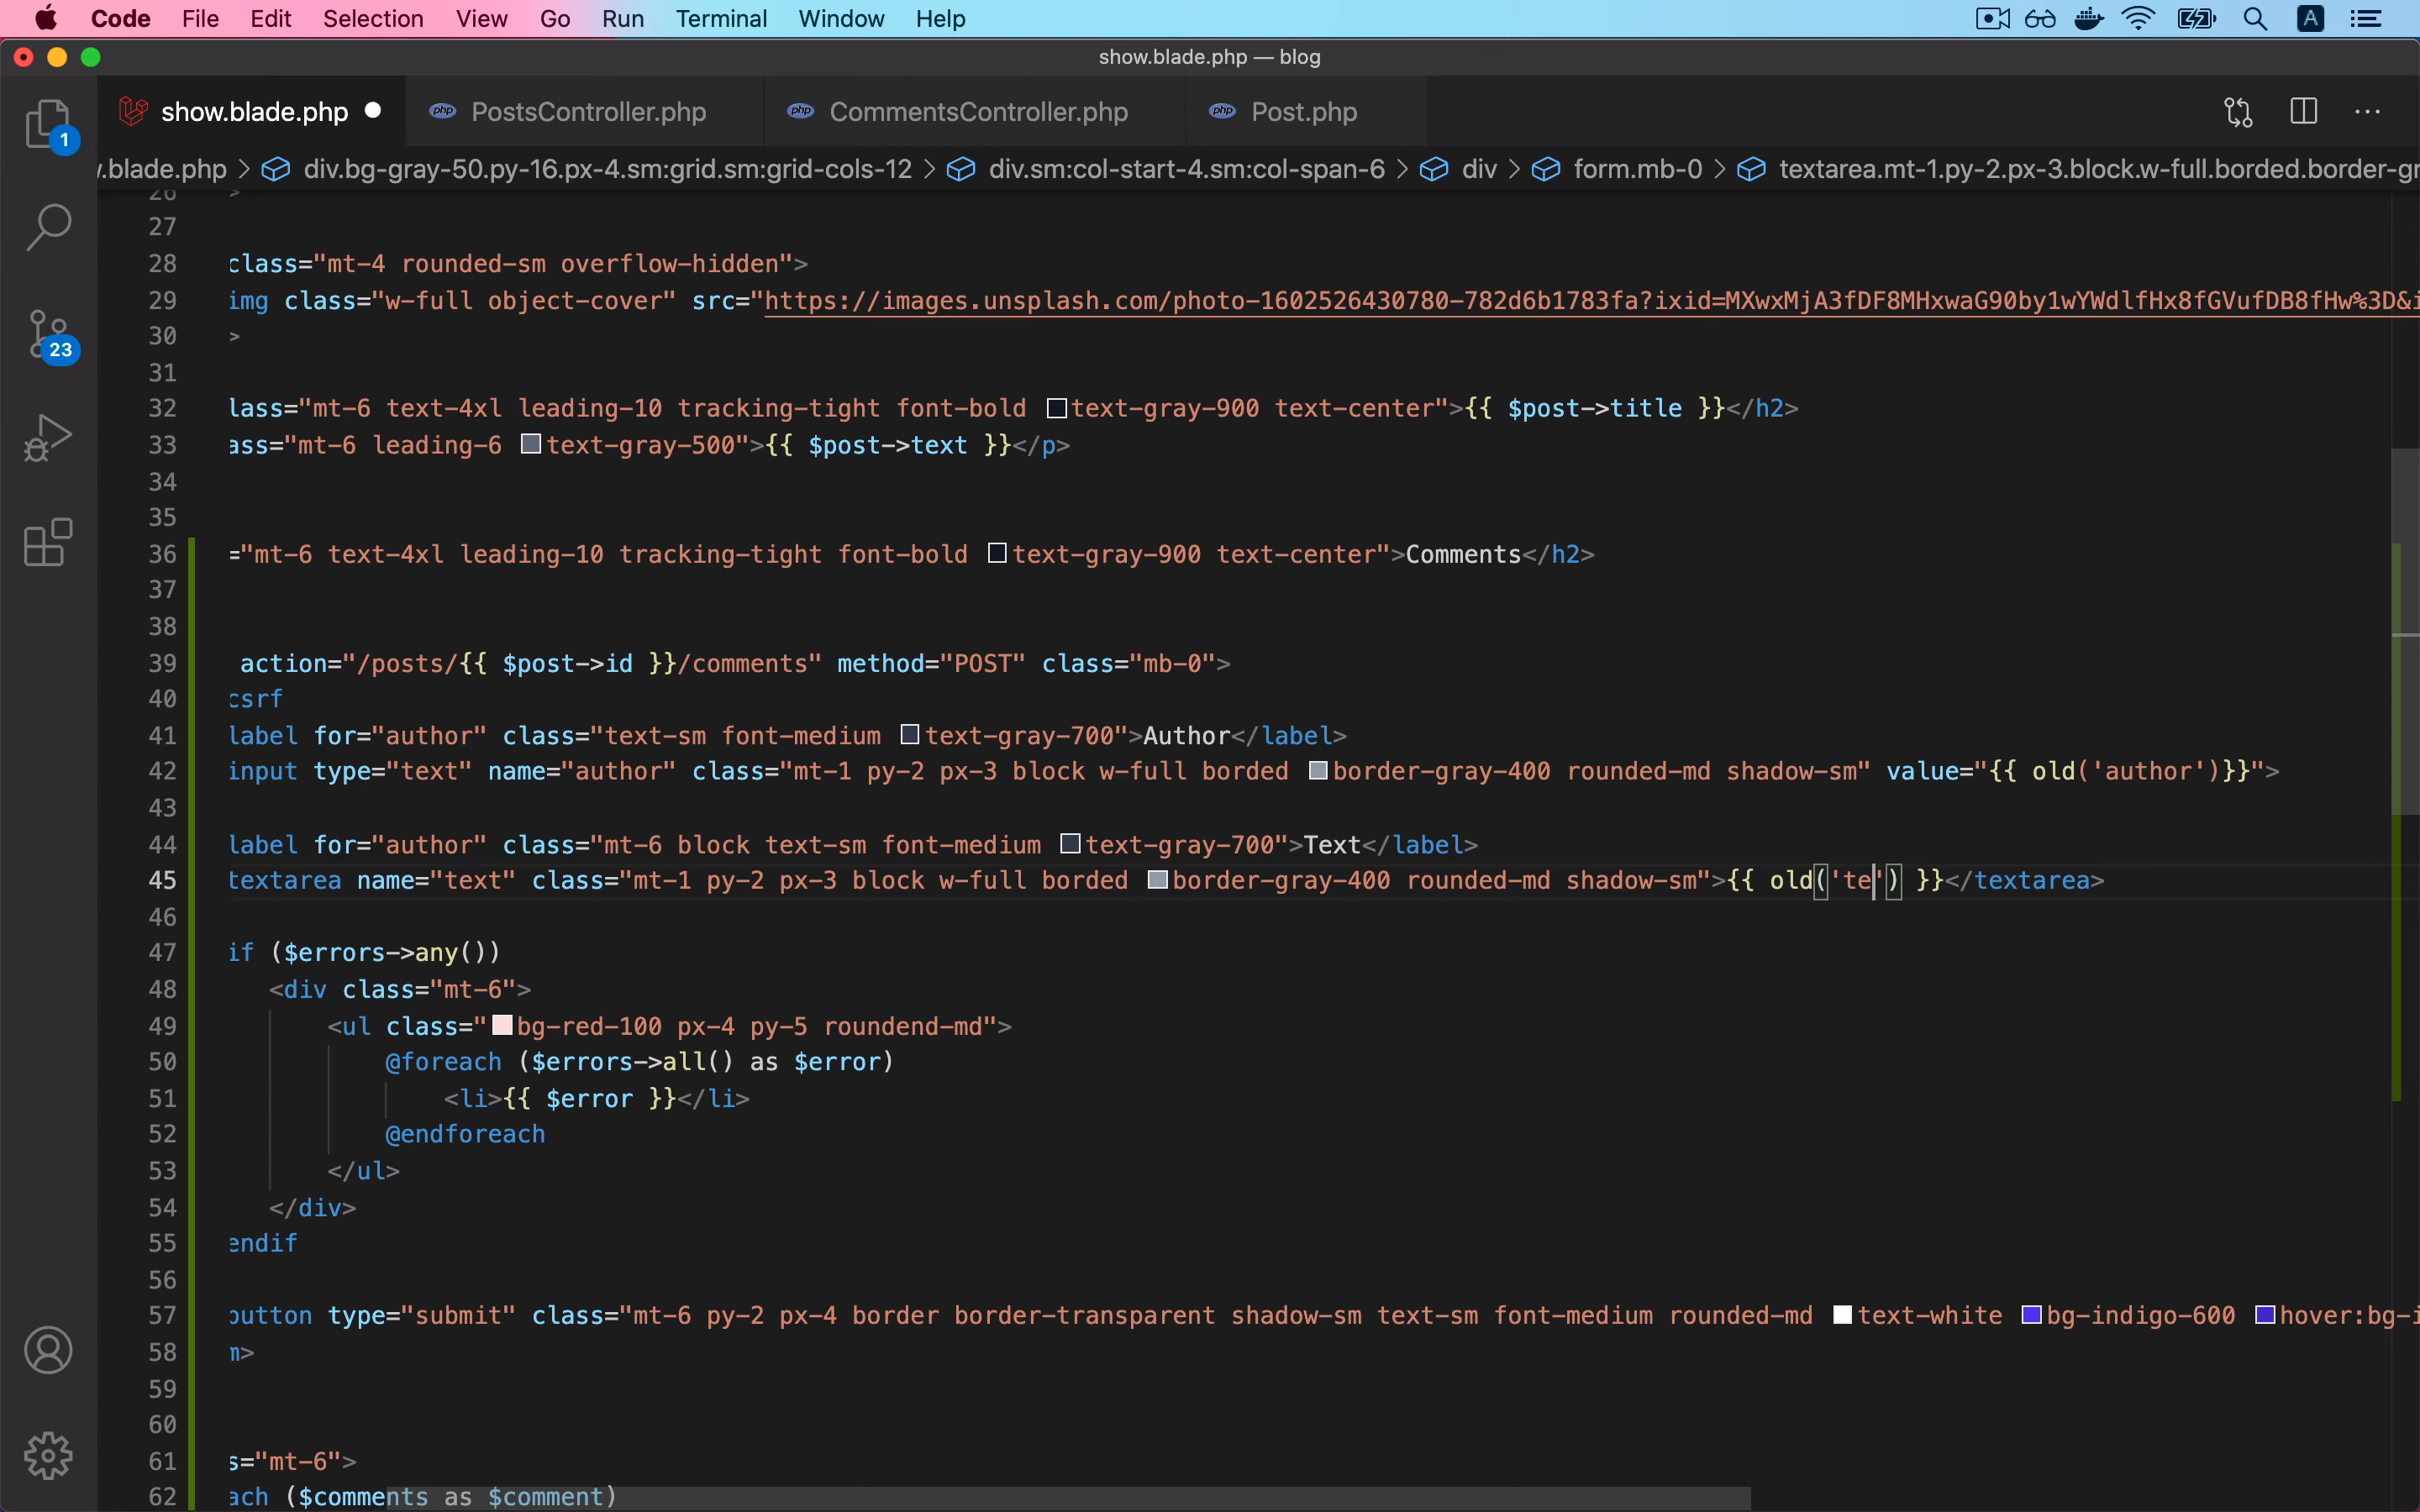 Code File Edit Selection View Go Run Terminal Window Help A
show.blade.php — blog
show.blade.php PostsController.php CommentsController.php Post.php
.blade.php > div.bg-gray-50.py-16.px-4.sm:grid.sm:grid-cols-12 > div.sm:col-start-4.sm:col-span-6 > div > form.mb-0 > textarea.mt-1.py-2.px-3.block.w-full.borded.border-gr
1
23
26 >
27
28 class="mt-4 rounded-sm overflow-hidden">
29 img class="w-full object-cover" src="https://images.unsplash.com/photo-1602526430780-782d6b1783fa?ixid=MXwxMjA3fDF8MHxwaG90by1wYWdlfHx8fGVufDB8fHw%3D&i
30 >
31
32 lass="mt-6 text-4xl leading-10 tracking-tight font-bold text-gray-900 text-center">{{ $post->title }}</h2>
33 ass="mt-6 leading-6 text-gray-500">{{ $post->text }}</p>
34
35
36 ="mt-6 text-4xl leading-10 tracking-tight font-bold text-gray-900 text-center">Comments</h2>
37
38
39 action="/posts/{{ $post->id }}/comments" method="POST" class="mb-0">
40 csrf
41 label for="author" class="text-sm font-medium text-gray-700">Author</label>
42 input type="text" name="author" class="mt-1 py-2 px-3 block w-full borded border-gray-400 rounded-md shadow-sm" value="{{ old('author')}}">
43
44 label for="author" class="mt-6 block text-sm font-medium text-gray-700">Text</label>
45 textarea name="text" class="mt-1 py-2 px-3 block w-full borded border-gray-400 rounded-md shadow-sm">{{ old('te') }}</textarea>
46
47 if ($errors->any())
48 <div class="mt-6">
49 <ul class="bg-red-100 px-4 py-5 roundend-md">
50 @foreach ($errors->all() as $error)
51 <li>{{ $error }}</li>
52 @endforeach
53 </ul>
54 </div>
55 endif
56
57 button type="submit" class="mt-6 py-2 px-4 border border-transparent shadow-sm text-sm font-medium rounded-md text-white bg-indigo-600 hover:bg-i
58 m>
59
60
61 s="mt-6">
62 ach ($comments as $comment)